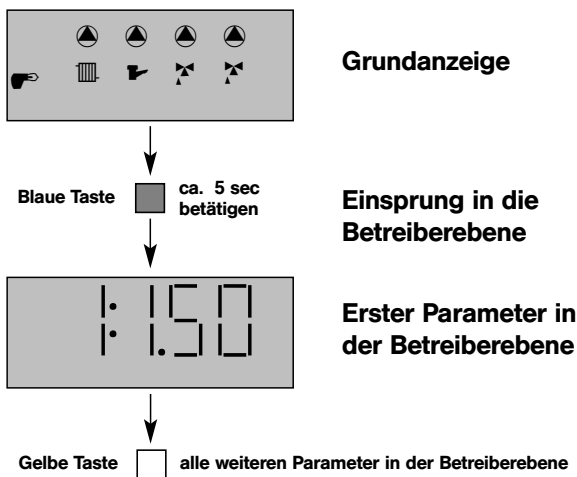 Grundanzeige
Blaue Taste
ca. 5 sec
betätigen
Einsprung in die
Betreiberebene
1:1.50
Erster Parameter in
der Betreiberebene
Gelbe Taste
alle weiteren Parameter in der Betreiberebene